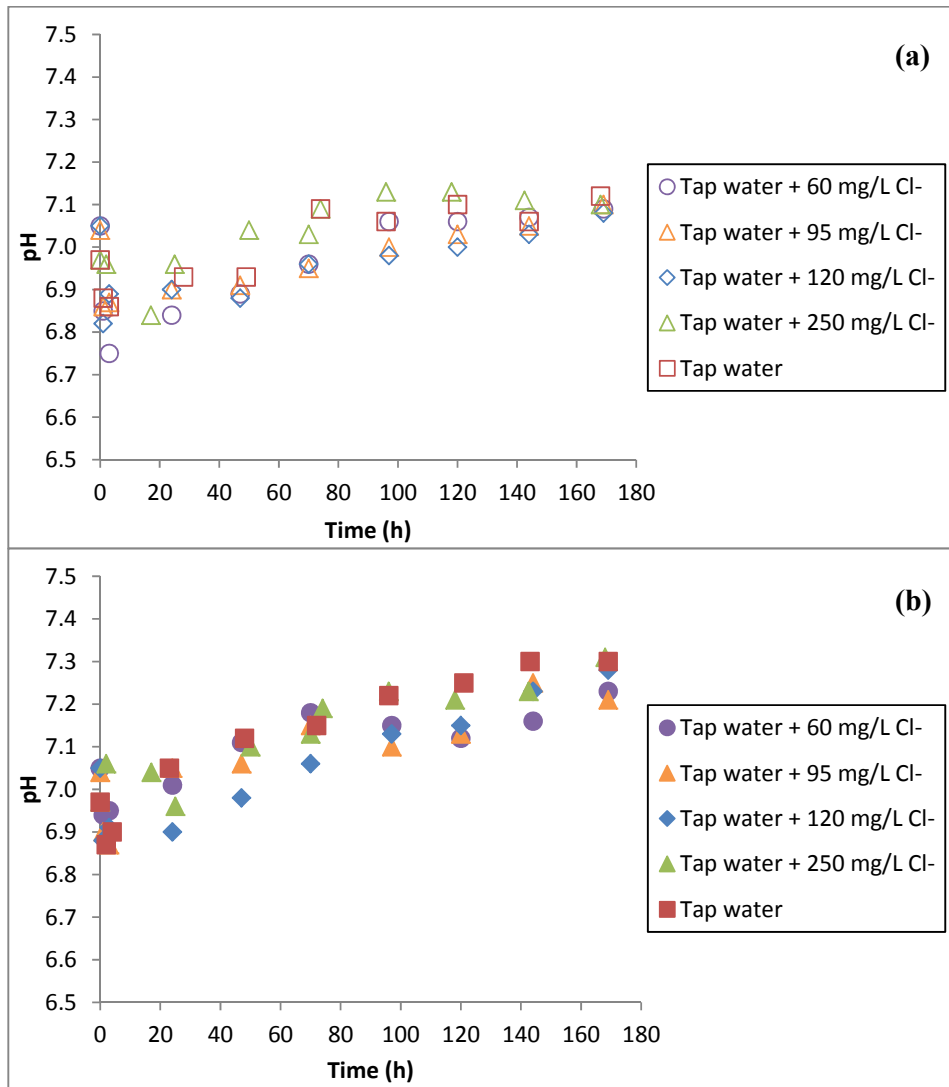 (a)
7.5
7.4
7.3
7.2
7.1
7.0
6.9
6.8
6.7
6.6
6.5
pH
0 20 40 60 80 100 120 140 160 180
Time (h)
Tap water + 60 mg/L Cl-
Tap water + 95 mg/L Cl-
Tap water + 120 mg/L Cl-
Tap water + 250 mg/L Cl-
Tap water
(b)
7.5
7.4
7.3
7.2
7.1
7.0
6.9
6.8
6.7
6.6
6.5
pH
0 20 40 60 80 100 120 140 160 180
Time (h)
Tap water + 60 mg/L Cl-
Tap water + 95 mg/L Cl-
Tap water + 120 mg/L Cl-
Tap water + 250 mg/L Cl-
Tap water